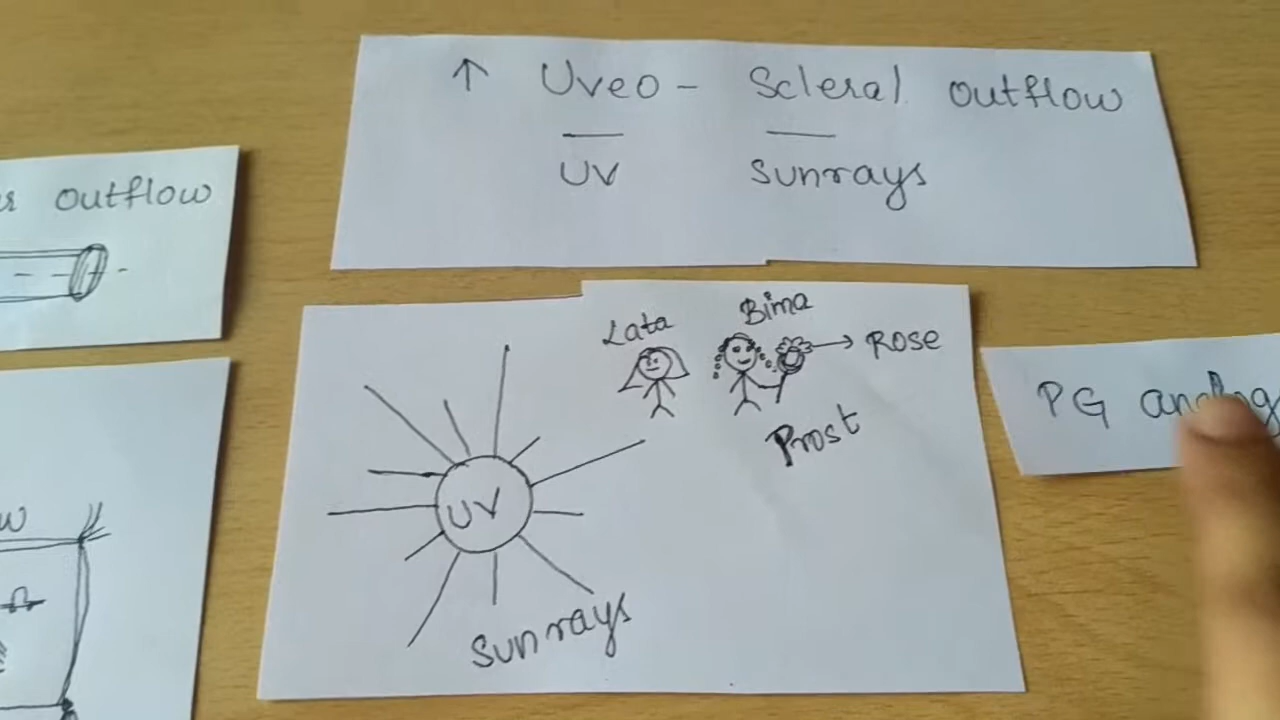 ↑ Uveo - Scleral outflow
UV Sunrays
outflow
Lata
Bima
Rose
Prost
UV
Sunrays
PG